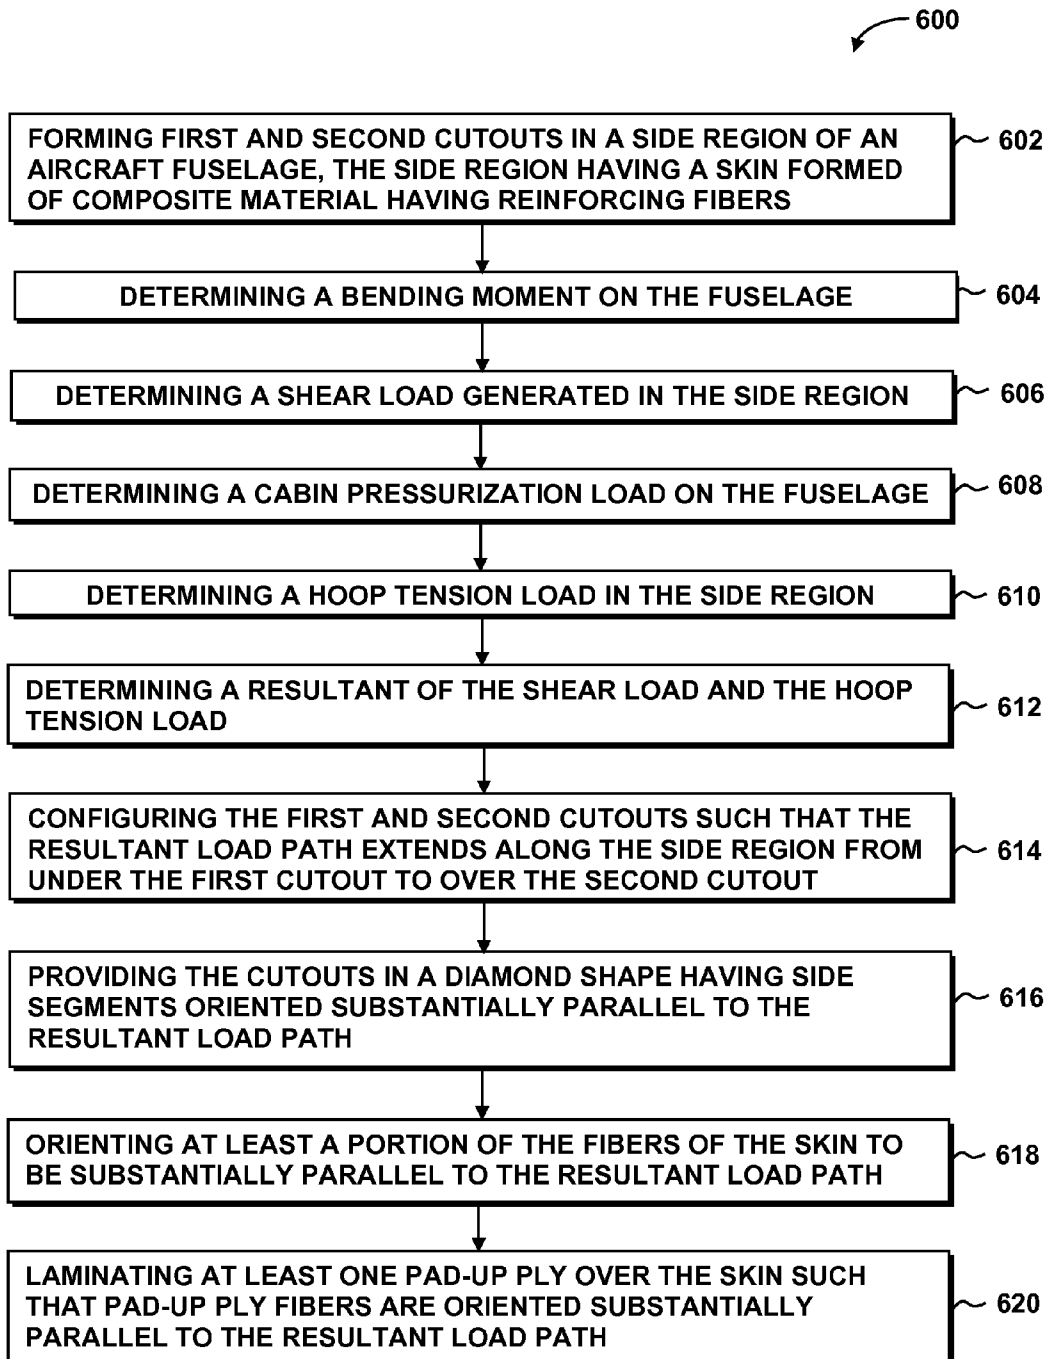 600
FORMING FIRST AND SECOND CUTOUTS IN A SIDE REGION OF AN
AIRCRAFT FUSELAGE, THE SIDE REGION HAVING A SKIN FORMED
OF COMPOSITE MATERIAL HAVING REINFORCING FIBERS
602
DETERMINING A BENDING MOMENT ON THE FUSELAGE
604
DETERMINING A SHEAR LOAD GENERATED IN THE SIDE REGION
606
DETERMINING A CABIN PRESSURIZATION LOAD ON THE FUSELAGE
608
DETERMINING A HOOP TENSION LOAD IN THE SIDE REGION
610
DETERMINING A RESULTANT OF THE SHEAR LOAD AND THE HOOP
TENSION LOAD
612
CONFIGURING THE FIRST AND SECOND CUTOUTS SUCH THAT THE
RESULTANT LOAD PATH EXTENDS ALONG THE SIDE REGION FROM
UNDER THE FIRST CUTOUT TO OVER THE SECOND CUTOUT
614
PROVIDING THE CUTOUTS IN A DIAMOND SHAPE HAVING SIDE
SEGMENTS ORIENTED SUBSTANTIALLY PARALLEL TO THE
RESULTANT LOAD PATH
616
ORIENTING AT LEAST A PORTION OF THE FIBERS OF THE SKIN TO
BE SUBSTANTIALLY PARALLEL TO THE RESULTANT LOAD PATH
618
LAMINATING AT LEAST ONE PAD-UP PLY OVER THE SKIN SUCH
THAT PAD-UP PLY FIBERS ARE ORIENTED SUBSTANTIALLY
PARALLEL TO THE RESULTANT LOAD PATH
620